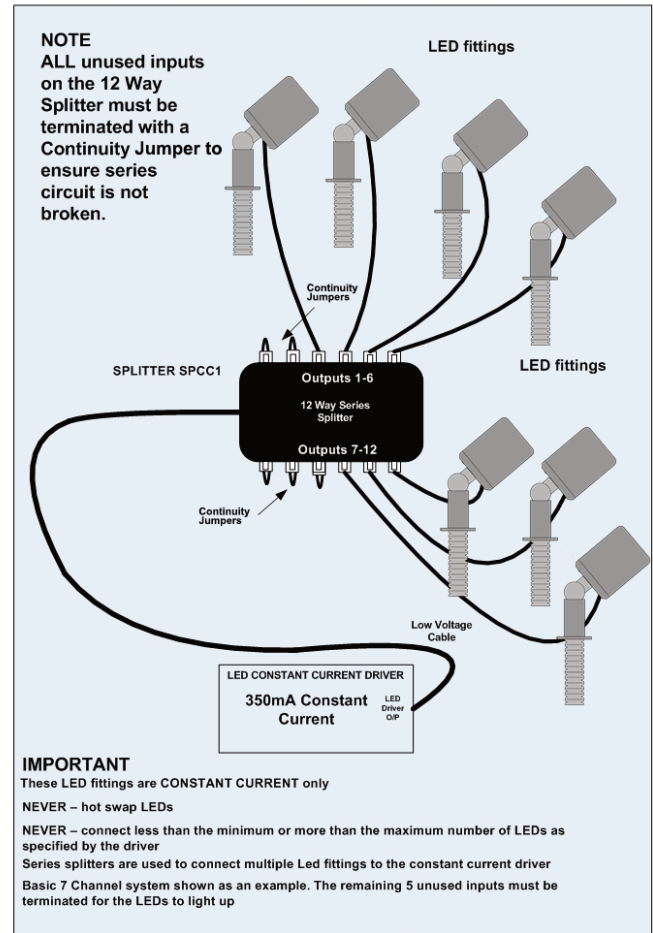 NOTE
ALL unused inputs
on the 12 Way
Splitter must be
terminated with a
Continuity Jumper to
ensure series
circuit is not
broken.
LED fittings
Continuity
Jumpers
SPLITTER SPCC1
Outputs 1-6
12 Way Series
Splitter
Outputs 7-12
LED fittings
Continuity
Jumpers
Low Voltage
Cable
LED CONSTANT CURRENT DRIVER
350mA Constant
Current
LED
Driver
O/P
IMPORTANT
These LED fittings are CONSTANT CURRENT only
NEVER – hot swap LEDs
NEVER – connect less than the minimum or more than the maximum number of LEDs as
specified by the driver
Series splitters are used to connect multiple Led fittings to the constant current driver
Basic 7 Channel system shown as an example. The remaining 5 unused inputs must be
terminated for the LEDs to light up